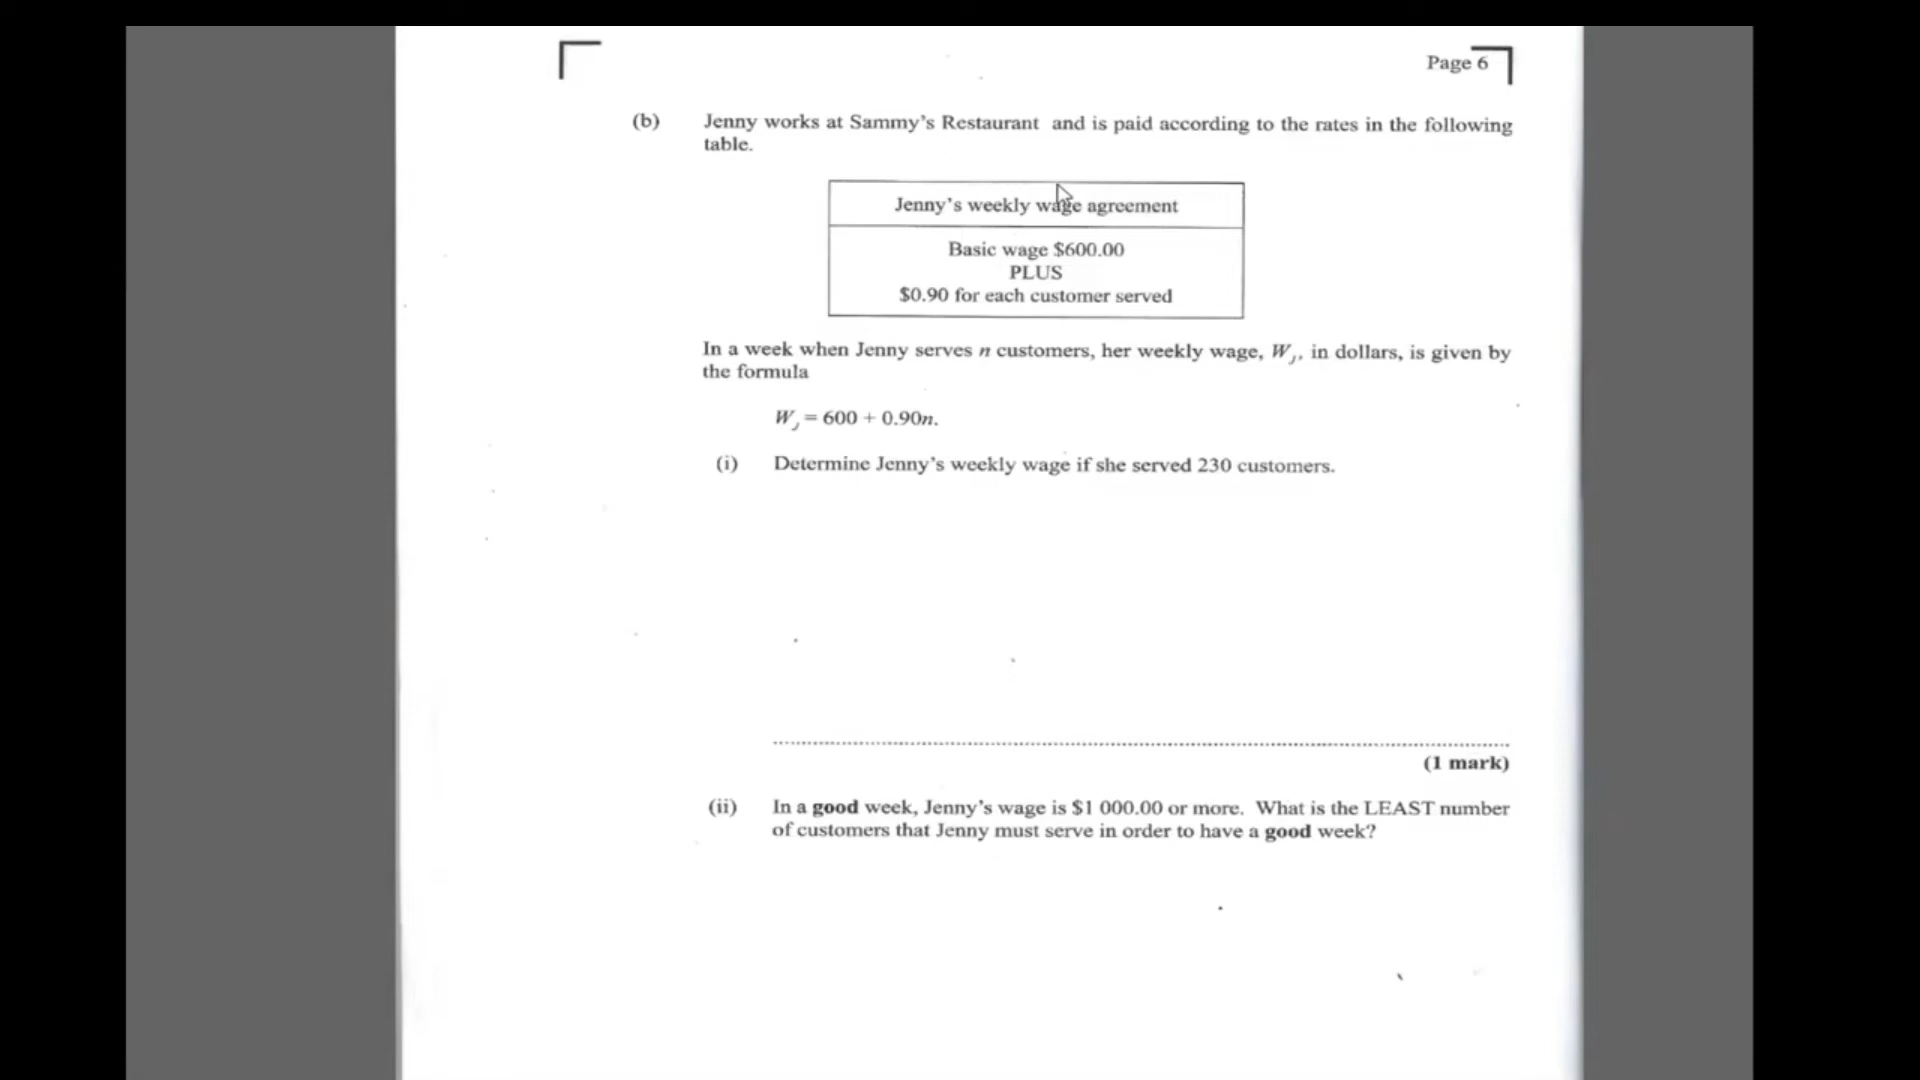 Page 6
(b) Jenny works at Sammy's Restaurant and is paid according to the rates in the following
table.
Jenny's weekly wage agreement
Basic wage $600.00
PLUS
$0.90 for each customer served
In a week when Jenny serves n customers, her weekly wage, W_J, in dollars, is given by
the formula
W_J = 600 + 0.90n.
(i) Determine Jenny's weekly wage if she served 230 customers.
(1 mark)
(ii) In a good week, Jenny's wage is $1 000.00 or more. What is the LEAST number
of customers that Jenny must serve in order to have a good week?